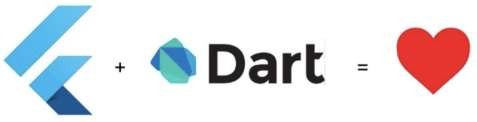 + Dart =